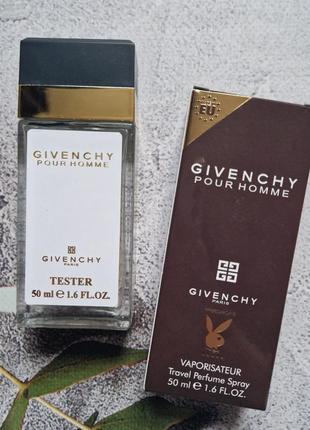 GIVENCHY
POUR HOMME
GIVENCHY
PARIS
TESTER
50 ml ℮ 1.6 FL.OZ.
EU
GIVENCHY
POUR HOMME
GIVENCHY
PARIS
VAPORISATEUR
Travel Perfume Spray
50 ml ℮ 1.6 FL.OZ.